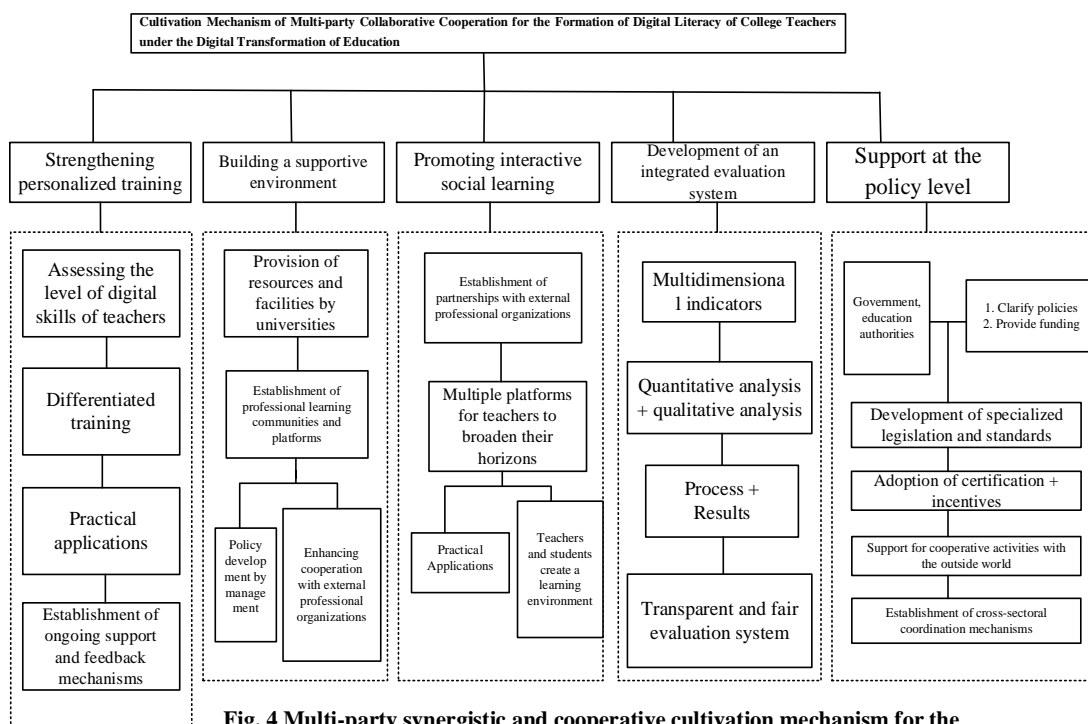 Cultivation Mechanism of Multi-party Collaborative Cooperation for the Formation of Digital Literacy of College Teachers
under the Digital Transformation of Education
Strengthening
personalized training
Building a supportive
environment
Promoting interactive
social learning
Development of an
integrated evaluation
system
Support at the
policy level
Assessing the
level of digital
skills of teachers
Differentiated
training
Practical
applications
Establishment of
ongoing support
and feedback
mechanisms
Provision of
resources and
facilities by
universities
Establishment of
professional learning
communities and
platforms
Policy
develop
ment by
manage
ment
Enhancing
cooperation
with external
professional
organizations
Establishment of
partnerships with external
professional organizations
Multiple platforms
for teachers to
broaden their
horizons
Practical
Applications
Teachers
and students
create a
learning
environment
Multidimensiona
l indicators
Quantitative analysis
+ qualitative analysis
Process +
Results
Transparent and fair
evaluation system
Government,
education
authorities
1. Clarify policies
2. Provide funding
Development of specialized
legislation and standards
Adoption of certification +
incentives
Support for cooperative activities with
the outside world
Establishment of cross-sectoral
coordination mechanisms
Fig. 4 Multi-party synergistic and cooperative cultivation mechanism for the